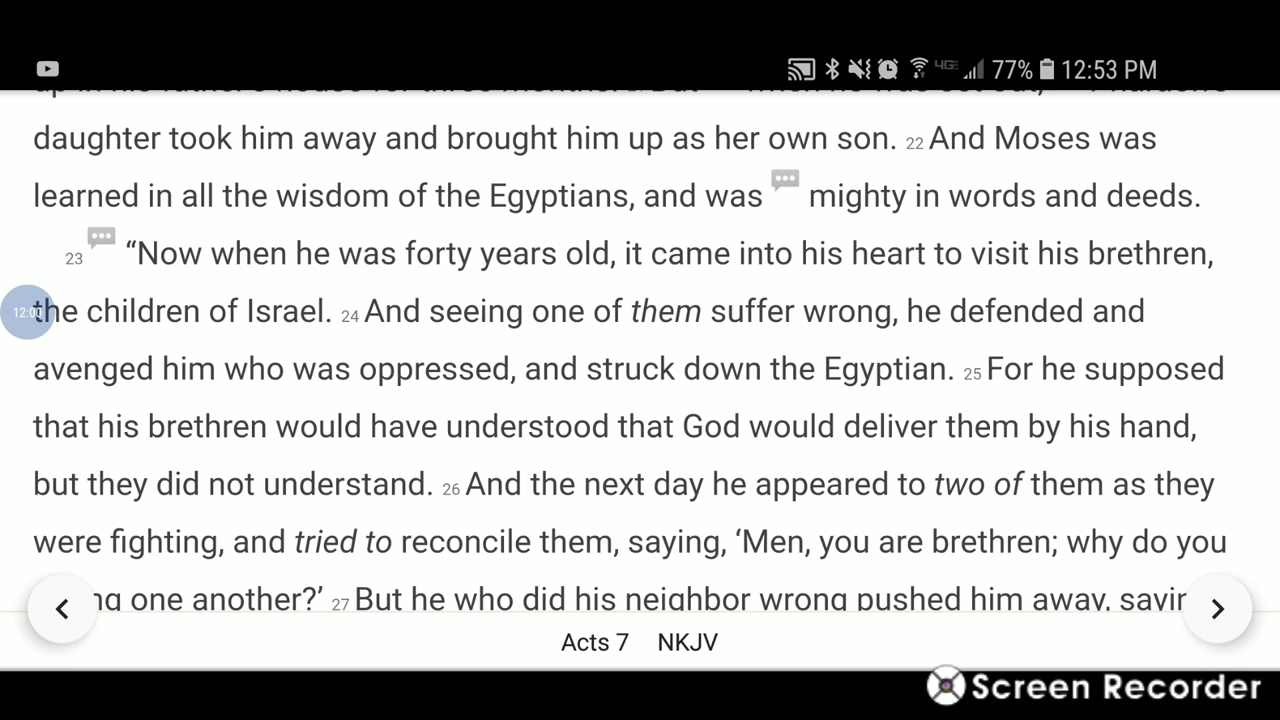 77% 12:53 PM
daughter took him away and brought him up as her own son. 22 And Moses was
learned in all the wisdom of the Egyptians, and was mighty in words and deeds.
23 “Now when he was forty years old, it came into his heart to visit his brethren,
12:00
the children of Israel. 24 And seeing one of them suffer wrong, he defended and
avenged him who was oppressed, and struck down the Egyptian. 25 For he supposed
that his brethren would have understood that God would deliver them by his hand,
but they did not understand. 26 And the next day he appeared to two of them as they
were fighting, and tried to reconcile them, saying, ‘Men, you are brethren; why do you
one another?’ 27 But he who did his neighbor wrong pushed him away,
Acts 7 NKJV
Screen Recorder